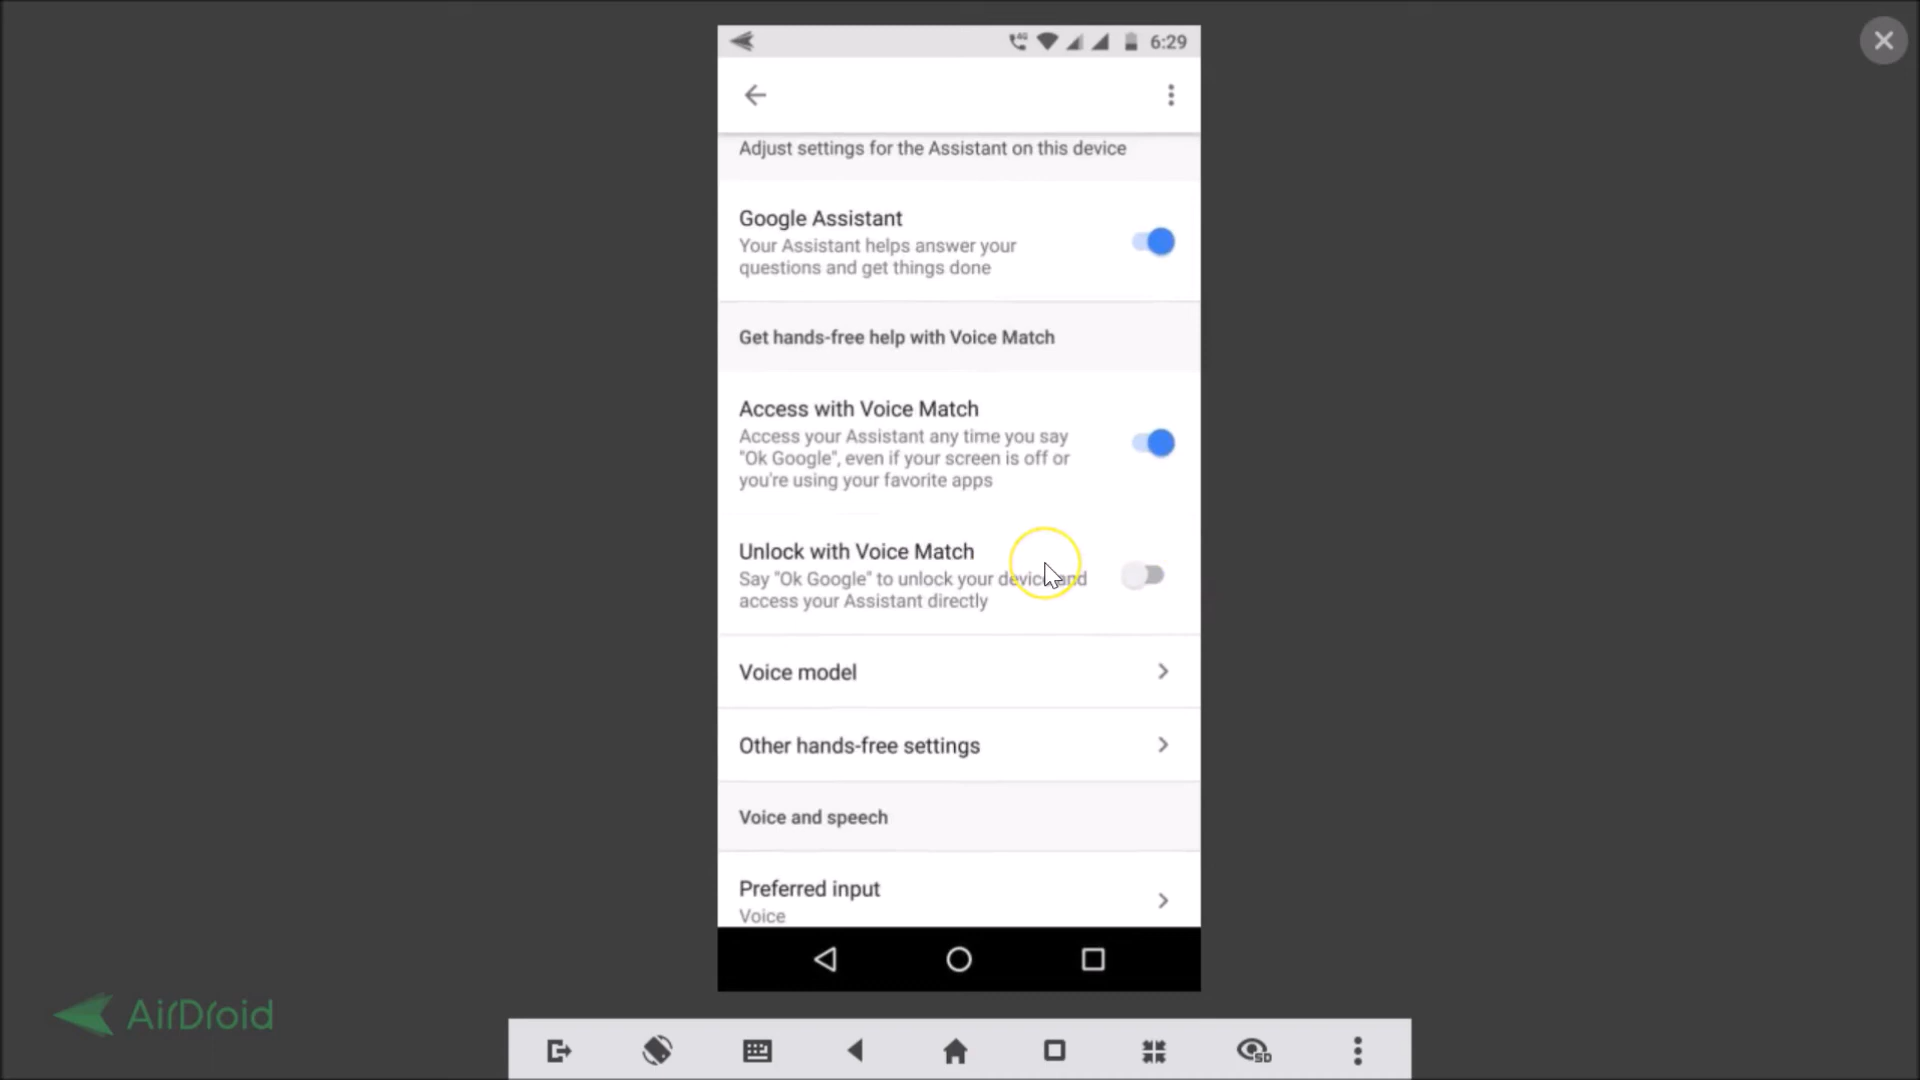 6:29
Adjust settings for the Assistant on this device
Google Assistant
Your Assistant helps answer your
questions and get things done
Get hands-free help with Voice Match
Access with Voice Match
Access your Assistant any time you say
"Ok Google", even if your screen is off or
you're using your favorite apps
Unlock with Voice Match
Say "Ok Google" to unlock your device and
access your Assistant directly
Voice model
Other hands-free settings
Voice and speech
Preferred input
Voice
AirDroid
SD